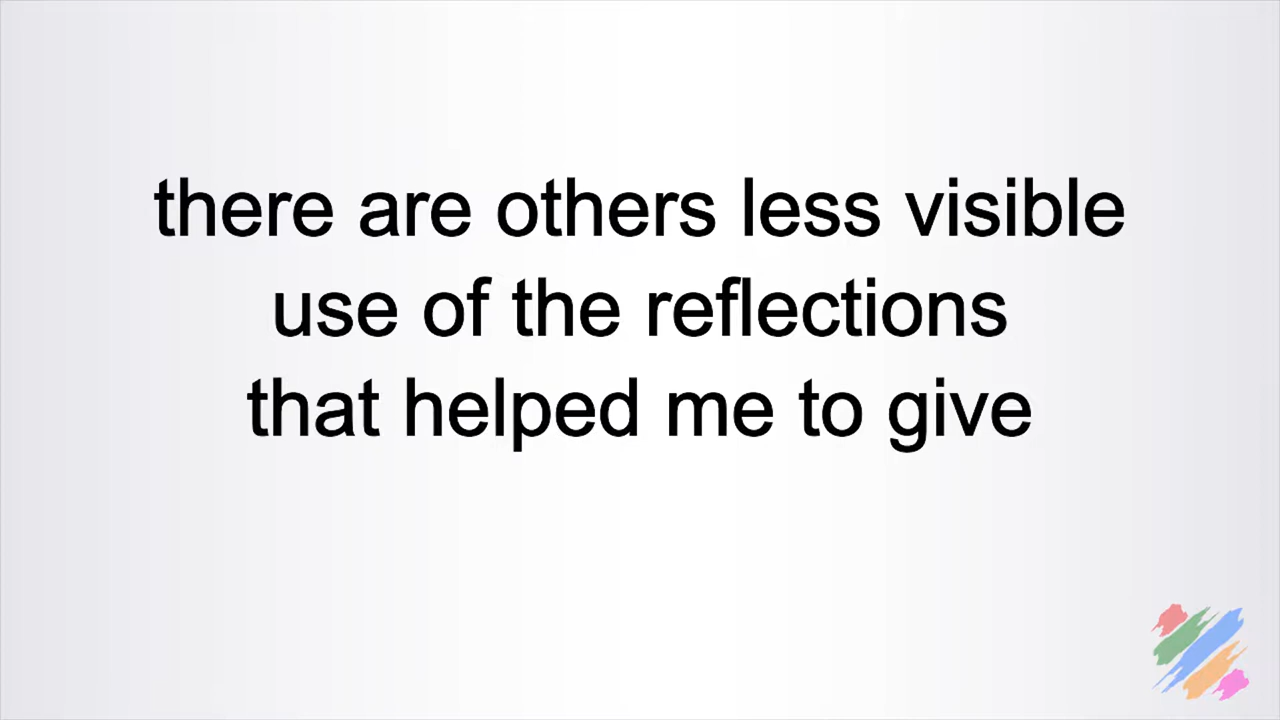 there are others less visible
use of the reflections
that helped me to give